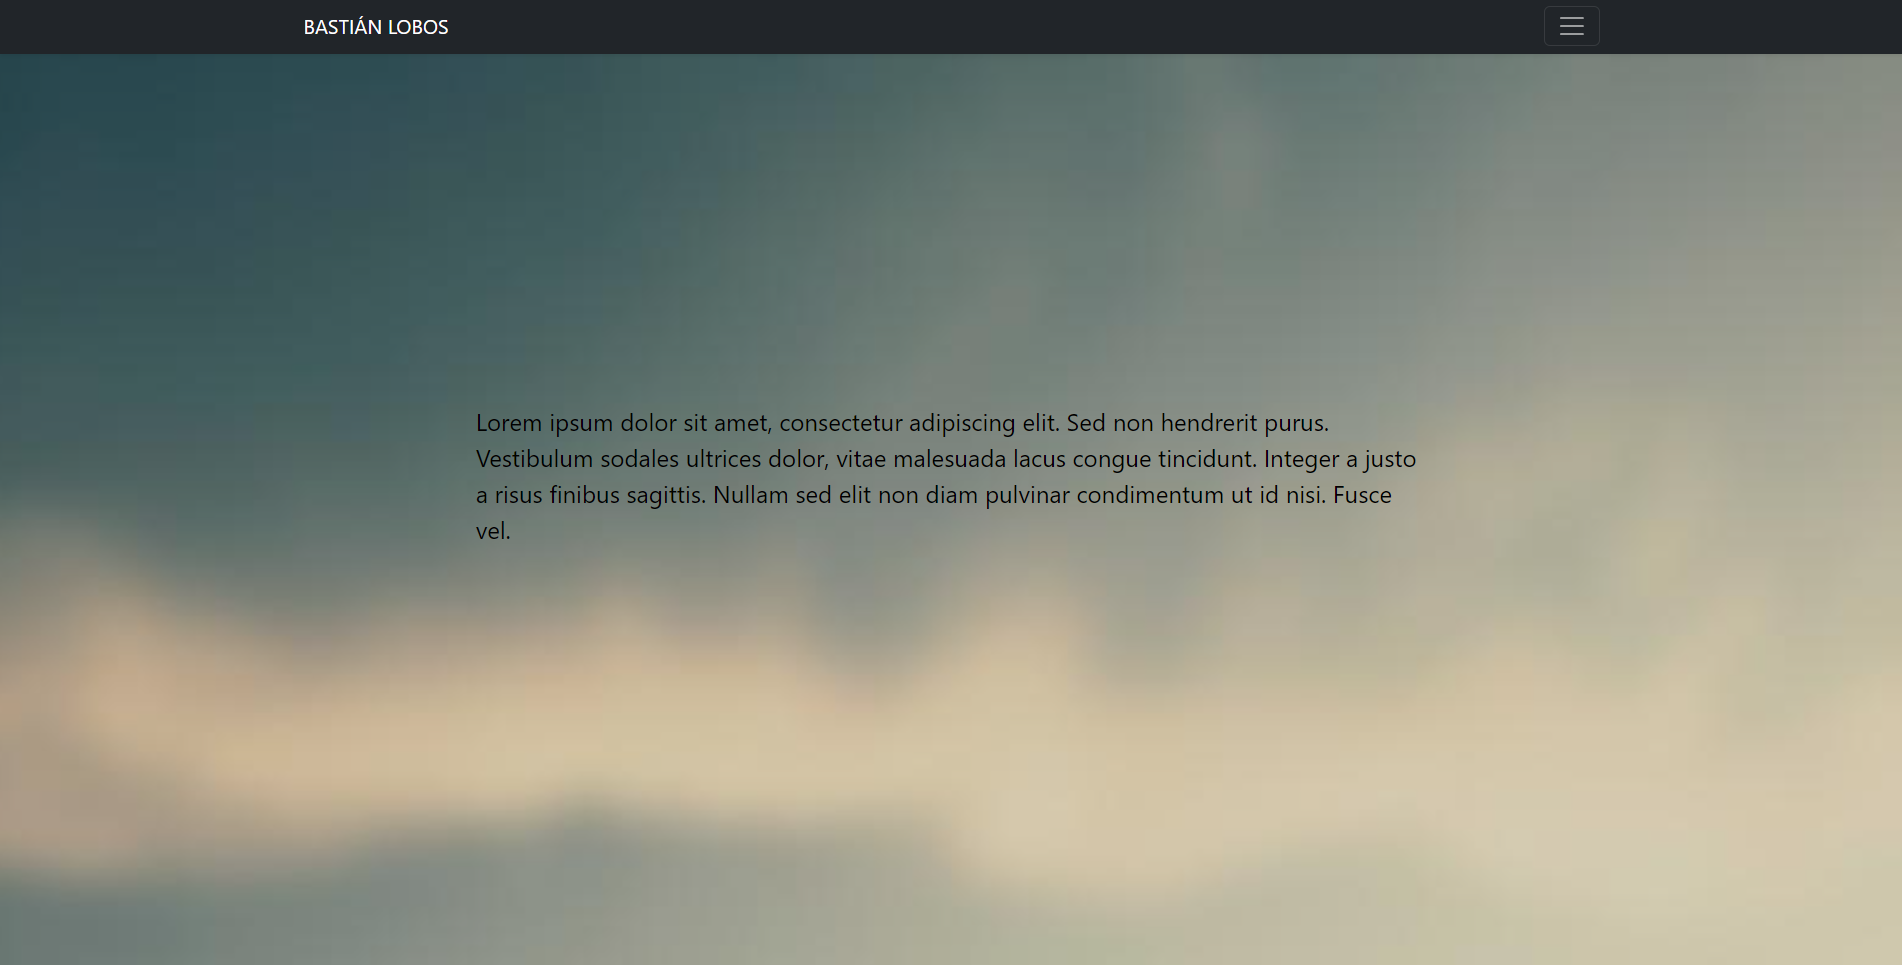 BASTIÁN LOBOS
Lorem ipsum dolor sit amet, consectetur adipiscing elit. Sed non hendrerit purus.
Vestibulum sodales ultrices dolor, vitae malesuada lacus congue tincidunt. Integer a justo
a risus finibus sagittis. Nullam sed elit non diam pulvinar condimentum ut id nisi. Fusce
vel.